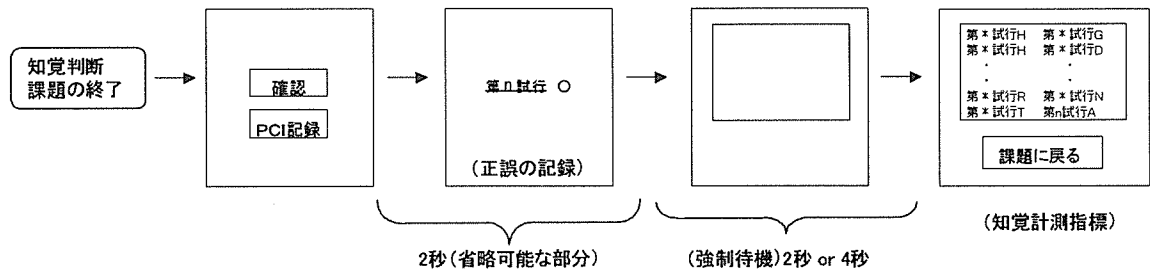 知覚判断
課題の終了
確認
PCI記録
第n試行 ○
(正誤の記録)
2秒(省略可能な部分)
(強制待機)2秒 or 4秒
第*試行H 第*試行G
第*試行H 第*試行D
・ ・
・ ・
第*試行R 第*試行N
第*試行T 第n試行A
課題に戻る
(知覚計測指標)